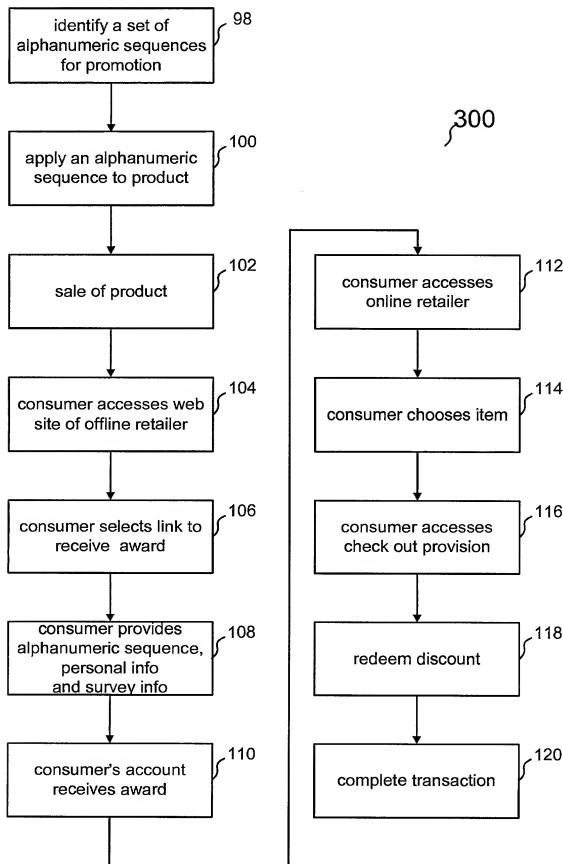 identify a set of
alphanumeric sequences
for promotion
98
apply an alphanumeric
sequence to product
100
sale of product
102
consumer accesses web
site of offline retailer
104
consumer selects link to
receive award
106
consumer provides
alphanumeric sequence,
personal info
and survey info
108
consumer's account
receives award
110
300
consumer accesses
online retailer
112
consumer chooses item
114
consumer accesses
check out provision
116
redeem discount
118
complete transaction
120